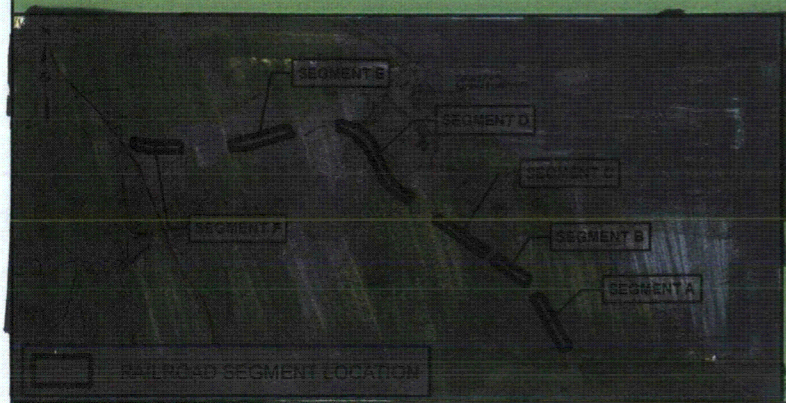 SEGMENT E
SEGMENT D
SEGMENT C
SEGMENT F
SEGMENT B
SEGMENT A
RAILROAD SEGMENT LOCATION